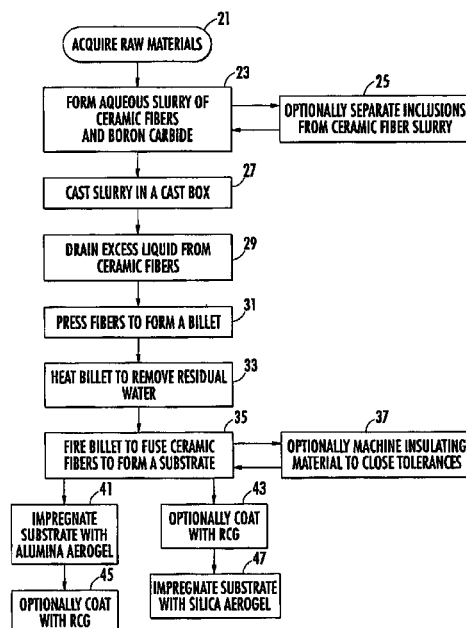 21
ACQUIRE RAW MATERIALS
23
FORM AQUEOUS SLURRY OF
CERAMIC FIBERS
AND BORON CARBIDE
25
OPTIONALLY SEPARATE INCLUSIONS
FROM CERAMIC FIBER SLURRY
27
CAST SLURRY IN A CAST BOX
29
DRAIN EXCESS LIQUID FROM
CERAMIC FIBERS
31
PRESS FIBERS TO FORM A BILLET
33
HEAT BILLET TO REMOVE RESIDUAL
WATER
35
FIRE BILLET TO FUSE CERAMIC
FIBERS TO FORM A SUBSTRATE
37
OPTIONALLY MACHINE INSULATING
MATERIAL TO CLOSE TOLERANCES
41
IMPREGNATE
SUBSTRATE WITH
ALUMINA AEROGEL
43
OPTIONALLY COAT
WITH RCG
45
OPTIONALLY COAT
WITH RCG
47
IMPREGNATE SUBSTRATE
WITH SILICA AEROGEL